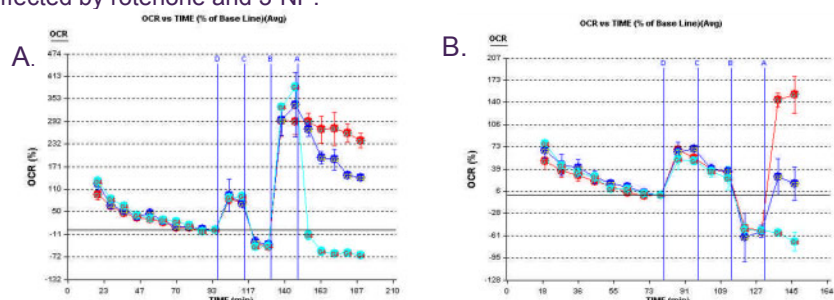 ffected by rotenone and 3-NP.
A.
OCR vs TIME (% of Base Line)(Avg)
OCR
D C B A
OCR (%)
474
413
353
292
232
171
110
50
-11
-72
-132
0 23 47 70 93 117 140 163 187 210
TIME (min)
B.
OCR vs TIME (% of Base Line)(Avg)
OCR
D C B A
OCR (%)
207
173
140
106
73
39
6
-28
-61
-95
-128
0 18 36 55 73 91 109 127 145 164
TIME (min)